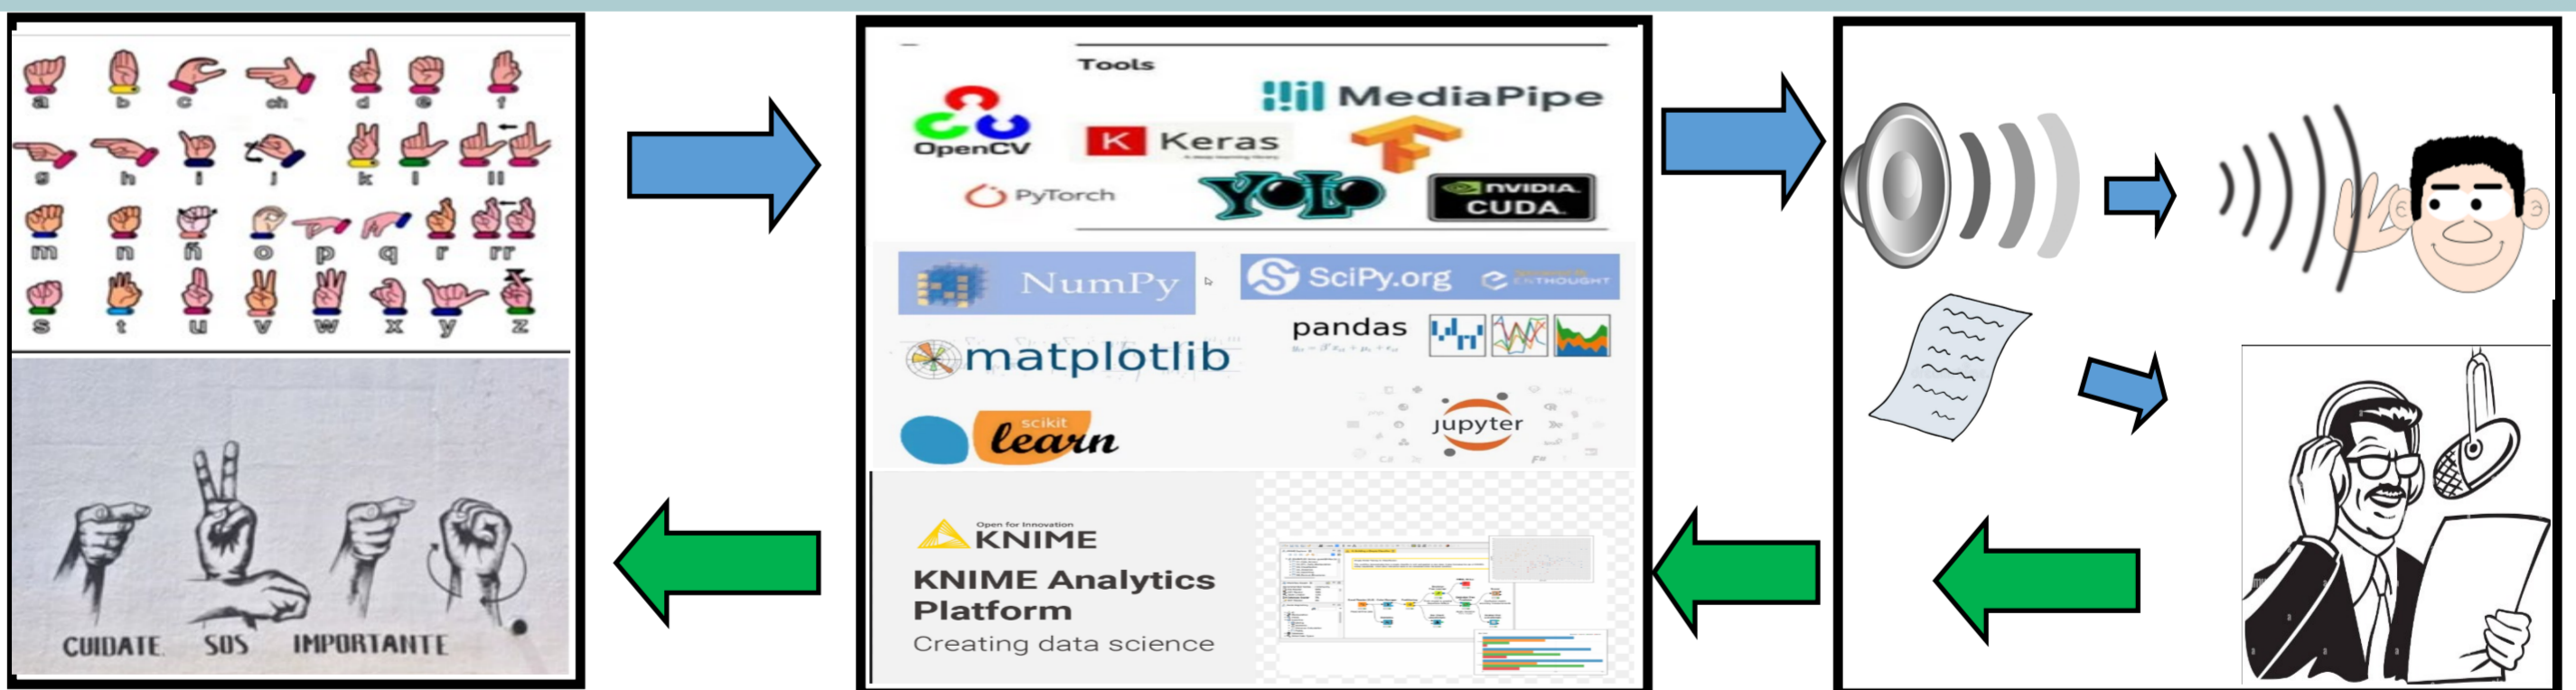 a b c ch d e f
g h i j k l ll
m n ñ o p q r rr
s t u v w x y z
CUIDATE SOS IMPORTANTE
Tools
MediaPipe
OpenCV
K Keras
PyTorch
YOLO
NVIDIA.
CUDA.
NumPy
SciPy.org
ENTHOUGHT
pandas
matplotlib
scikit
learn
jupyter
Open for Innovation
KNIME
KNIME Analytics
Platform
Creating data science